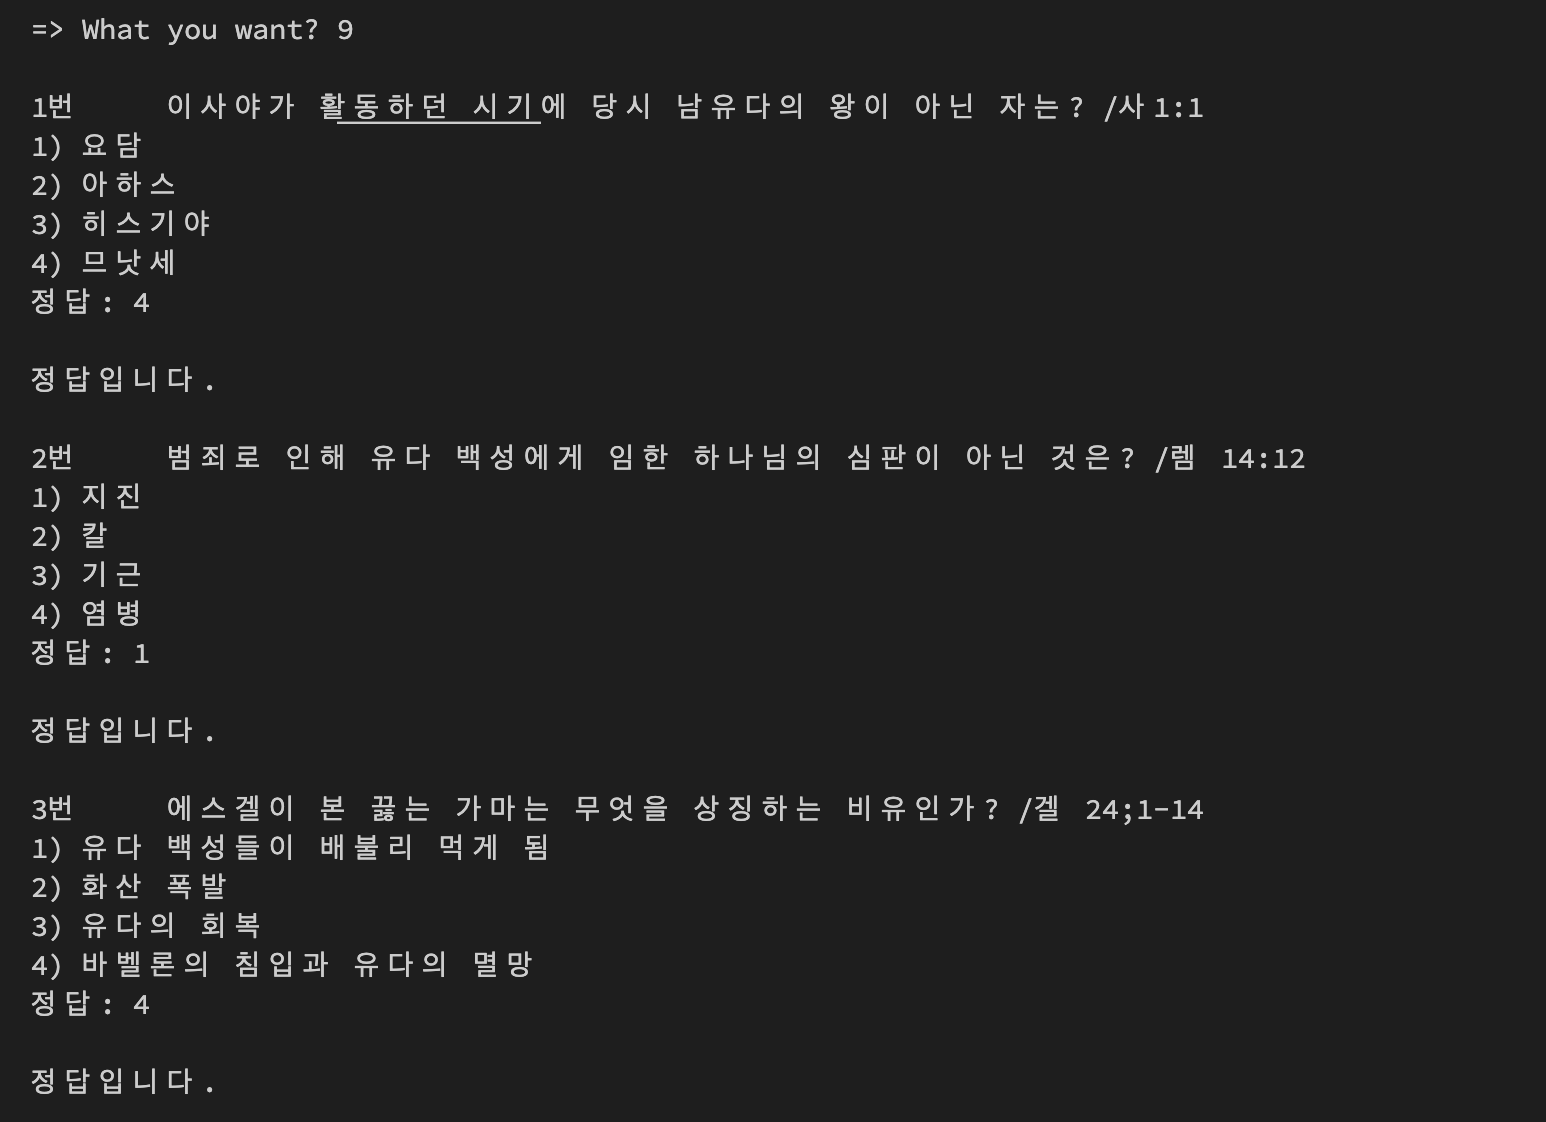 => What you want? 9
1번 이사야가 활동하던 시기에 당시 남유다의 왕이 아닌 자는? /사1:1
1) 요담
2) 아하스
3) 히스기야
4) 므낫세
정답: 4
정답입니다.
2번 범죄로 인해 유다 백성에게 임한 하나님의 심판이 아닌 것은? /렘 14:12
1) 지진
2) 칼
3) 기근
4) 염병
정답: 1
정답입니다.
3번 에스겔이 본 끓는 가마는 무엇을 상징하는 비유인가? /겔 24;1-14
1) 유다 백성들이 배불리 먹게 됨
2) 화산 폭발
3) 유다의 회복
4) 바벨론의 침입과 유다의 멸망
정답: 4
정답입니다.